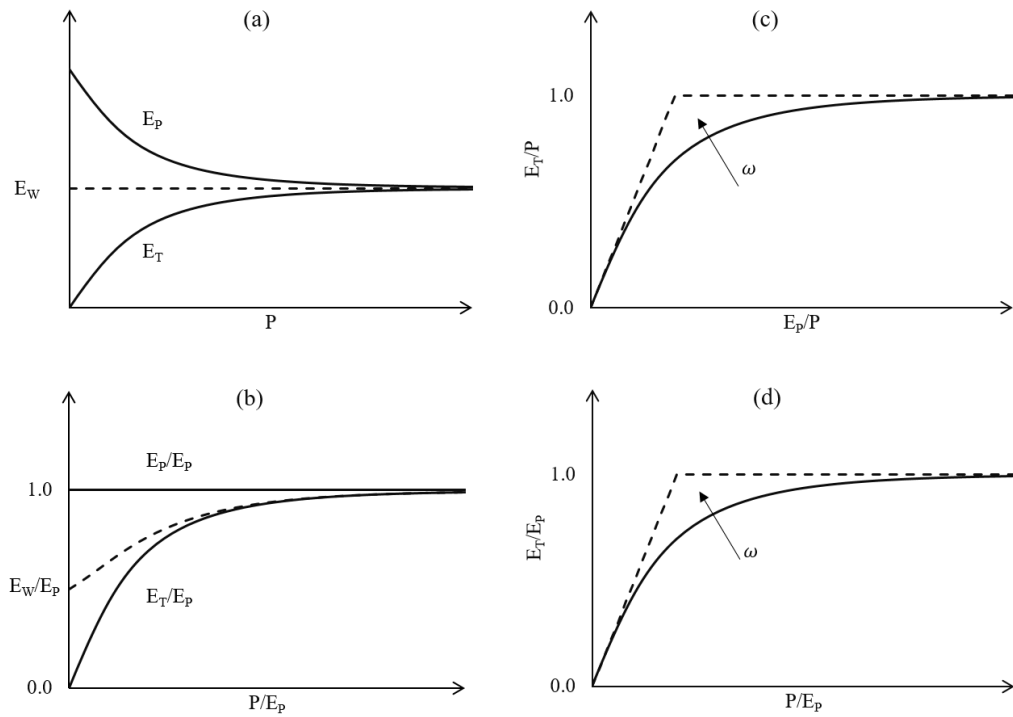 (a)
E_P
E_W
E_T
P
(c)
1.0
E_T/P
ω
0.0
E_P/P
(b)
E_P/E_P
1.0
E_W/E_P
E_T/E_P
0.0
P/E_P
(d)
1.0
E_T/E_P
ω
0.0
P/E_P